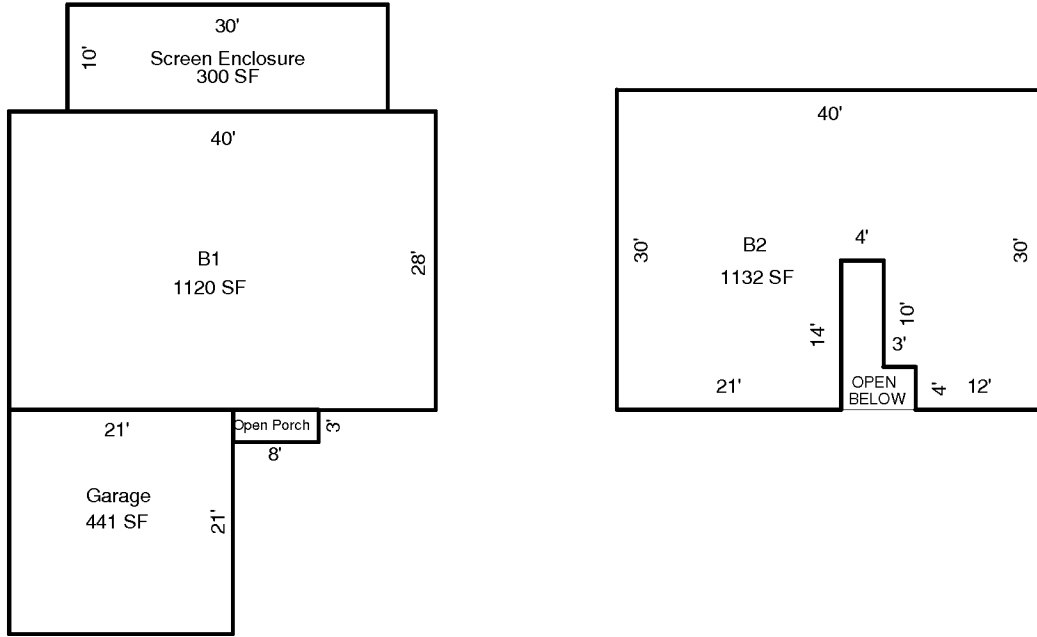 30'
10'
Screen Enclosure
300 SF
40'
B1
1120 SF
28'
21'
Open Porch
3'
8'
Garage
441 SF
21'
40'
30'
B2
1132 SF
4'
30'
14'
10'
3'
21'
OPEN
BELOW
4'
12'